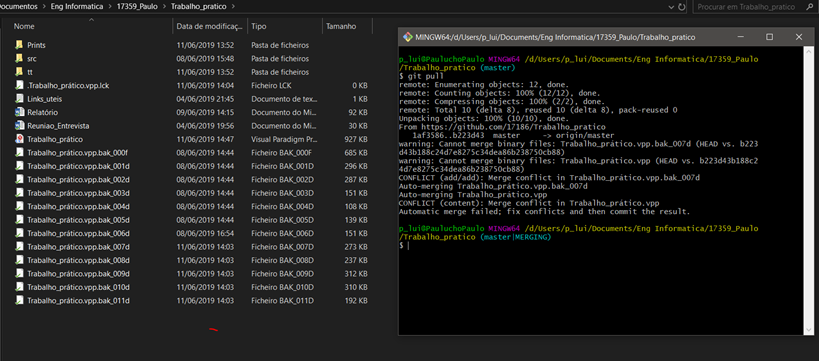 ocumentos > Eng Informatica > 17359_Paulo > Trabalho_pratico >
Procurar em Trabalho_pratico
Nome Data de modificaç... Tipo Tamanho
Prints 11/06/2019 13:52 Pasta de ficheiros
src 08/06/2019 15:48 Pasta de ficheiros
tt 11/06/2019 13:52 Pasta de ficheiros
.Trabalho_prático.vpp.lck 11/06/2019 14:04 Ficheiro LCK 0 KB
Links_uteis 04/06/2019 21:45 Documento de tex... 1 KB
Relatório 11/06/2019 14:15 Documento do Mi... 92 KB
Reuniao_Entrevista 04/06/2019 19:56 Documento do Mi... 30 KB
Trabalho_prático 11/06/2019 14:47 Visual Paradigm Pr... 927 KB
Trabalho_prático.vpp.bak_000f 08/06/2019 14:44 Ficheiro BAK_000F 685 KB
Trabalho_prático.vpp.bak_001d 08/06/2019 14:44 Ficheiro BAK_001D 296 KB
Trabalho_prático.vpp.bak_002d 08/06/2019 14:44 Ficheiro BAK_002D 287 KB
Trabalho_prático.vpp.bak_003d 08/06/2019 14:44 Ficheiro BAK_003D 151 KB
Trabalho_prático.vpp.bak_004d 08/06/2019 14:44 Ficheiro BAK_004D 108 KB
Trabalho_prático.vpp.bak_005d 08/06/2019 14:44 Ficheiro BAK_005D 139 KB
Trabalho_prático.vpp.bak_006d 08/06/2019 16:54 Ficheiro BAK_006D 151 KB
Trabalho_prático.vpp.bak_007d 11/06/2019 14:03 Ficheiro BAK_007D 273 KB
Trabalho_prático.vpp.bak_008d 11/06/2019 14:03 Ficheiro BAK_008D 237 KB
Trabalho_prático.vpp.bak_009d 11/06/2019 14:03 Ficheiro BAK_009D 312 KB
Trabalho_prático.vpp.bak_010d 11/06/2019 14:03 Ficheiro BAK_010D 310 KB
Trabalho_prático.vpp.bak_011d 11/06/2019 14:03 Ficheiro BAK_011D 192 KB
MINGW64:/d/Users/p_lui/Documents/Eng Informatica/17359_Paulo/Trabalho_pratico
p_lui@PauluchoPaulo MINGW64 /d/Users/p_lui/Documents/Eng Informatica/17359_Paulo
/Trabalho_pratico (master)
$ git pull
remote: Enumerating objects: 12, done.
remote: Counting objects: 100% (12/12), done.
remote: Compressing objects: 100% (2/2), done.
remote: Total 10 (delta 8), reused 10 (delta 8), pack-reused 0
Unpacking objects: 100% (10/10), done.
From https://github.com/17186/Trabalho_pratico
1af3586..b223d43 master -> origin/master
warning: Cannot merge binary files: Trabalho_prático.vpp.bak_007d (HEAD vs. b223
d43b188c24d7e8275c34dea86b238750cb88)
warning: Cannot merge binary files: Trabalho_prático.vpp (HEAD vs. b223d43b188c2
4d7e8275c34dea86b238750cb88)
CONFLICT (add/add): Merge conflict in Trabalho_prático.vpp.bak_007d
Auto-merging Trabalho_prático.vpp.bak_007d
Auto-merging Trabalho_prático.vpp
CONFLICT (content): Merge conflict in Trabalho_prático.vpp
Automatic merge failed; fix conflicts and then commit the result.
p_lui@PauluchoPaulo MINGW64 /d/Users/p_lui/Documents/Eng Informatica/17359_Paulo
/Trabalho_pratico (master|MERGING)
$